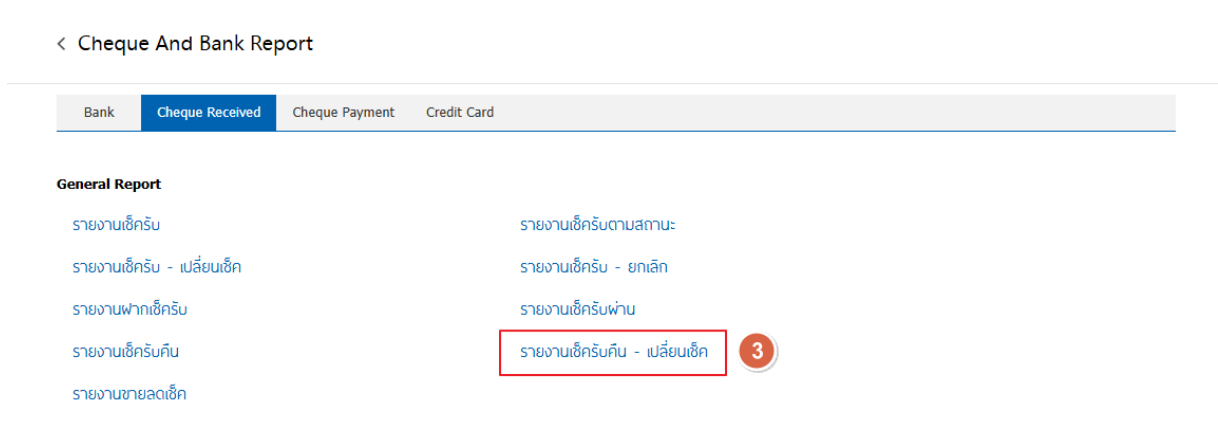 < Cheque And Bank Report
Bank Cheque Received Cheque Payment Credit Card
General Report
รายงานเช็ครับ รายงานเช็ครับตามสถานะ
รายงานเช็ครับ - เปลี่ยนเช็ค รายงานเช็ครับ - ยกเลิก
รายงานฝากเช็ครับ รายงานเช็ครับผ่าน
รายงานเช็ครับคืน รายงานเช็ครับคืน - เปลี่ยนเช็ค 3
รายงานขายลดเช็ค